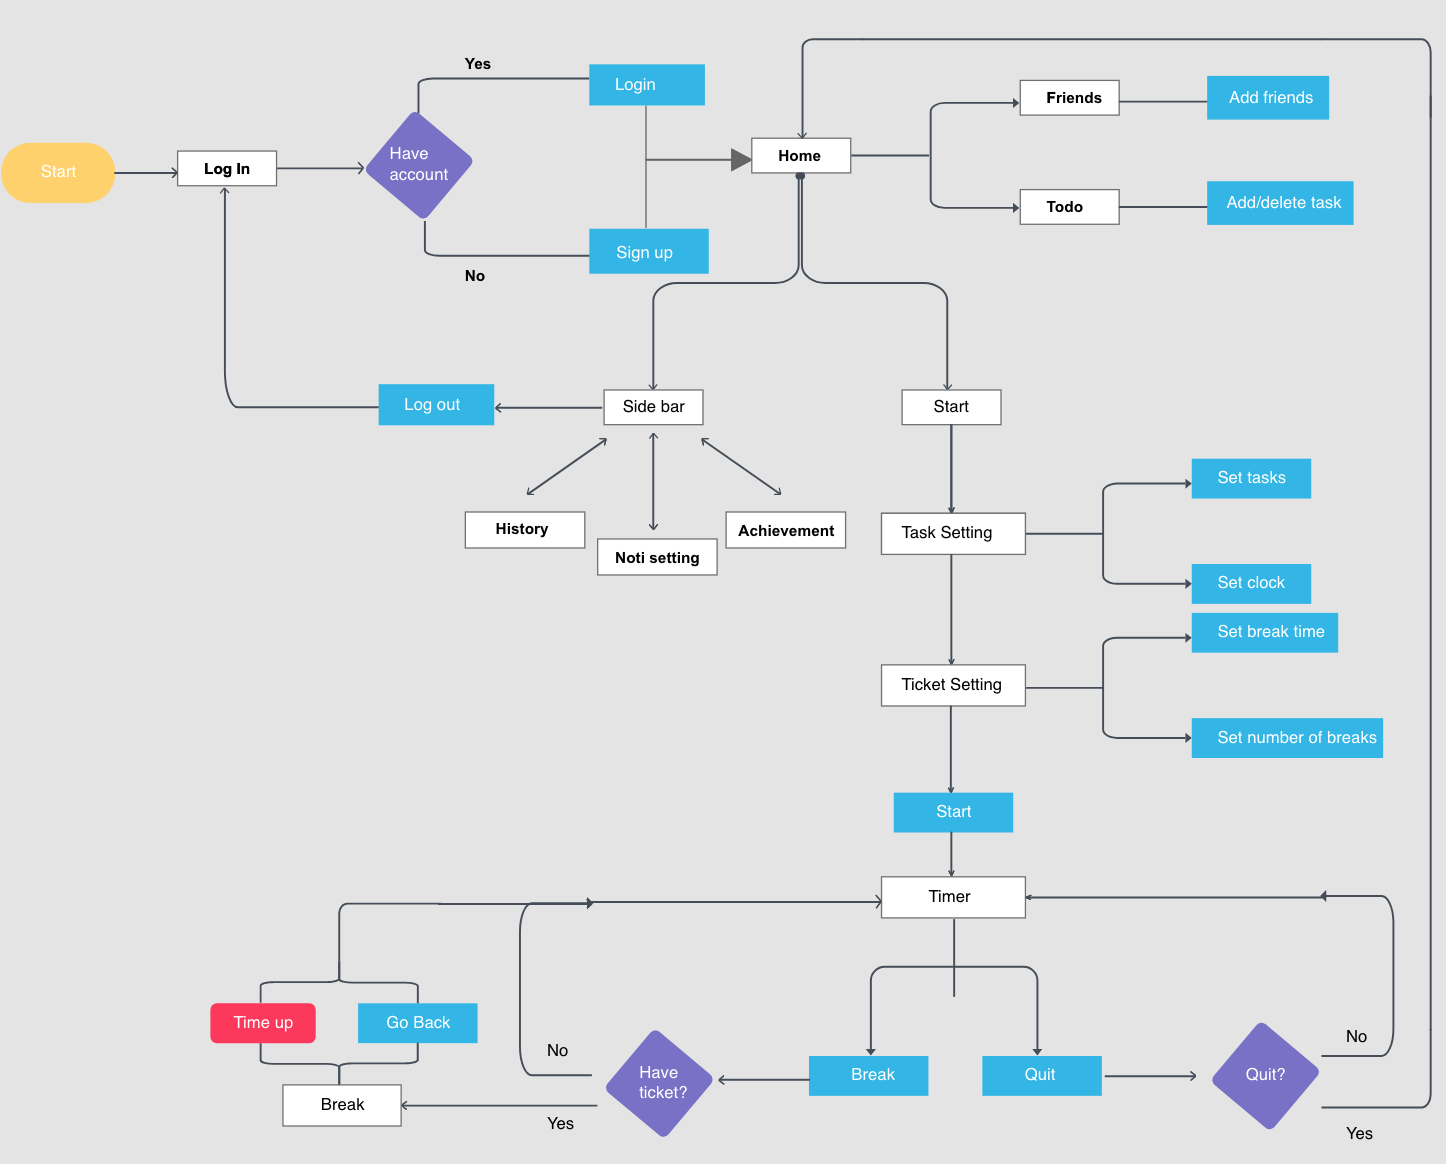 Yes
Login
Friends
Add friends
Start
Log In
Have
account
Home
Todo
Add/delete task
Sign up
No
Log out
Side bar
Start
History
Noti setting
Achievement
Task Setting
Set tasks
Set clock
Set break time
Ticket Setting
Set number of breaks
Start
Timer
Time up
Go Back
No
Have
ticket?
Break
Quit
Quit?
No
Break
Yes
Yes